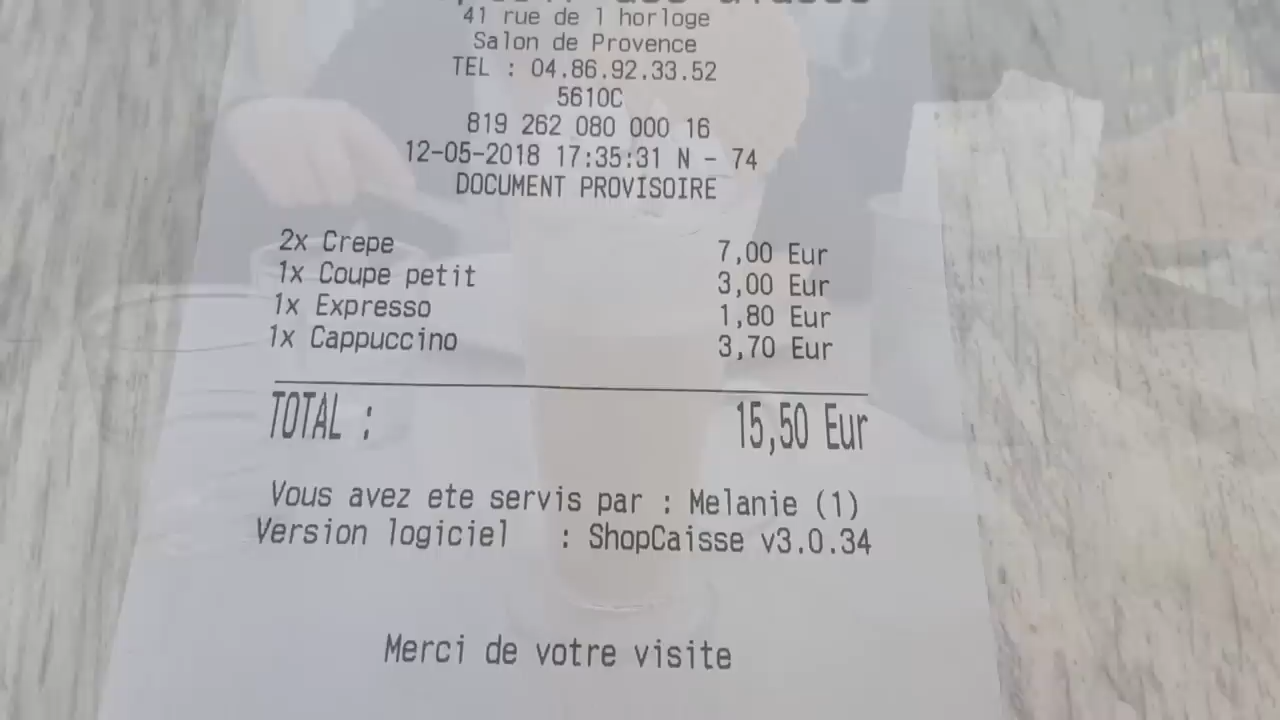 41 rue de l horloge
Salon de Provence
TEL : 04.86.92.33.52
5610C
819 262 080 000 16
12-05-2018 17:35:31 N - 74
DOCUMENT PROVISOIRE
2x Crepe 7,00 Eur
1x Coupe petit 3,00 Eur
1x Expresso 1,80 Eur
1x Cappuccino 3,70 Eur
TOTAL : 15,50 Eur
Vous avez ete servis par : Melanie (1)
Version logiciel : ShopCaisse v3.0.34
Merci de votre visite